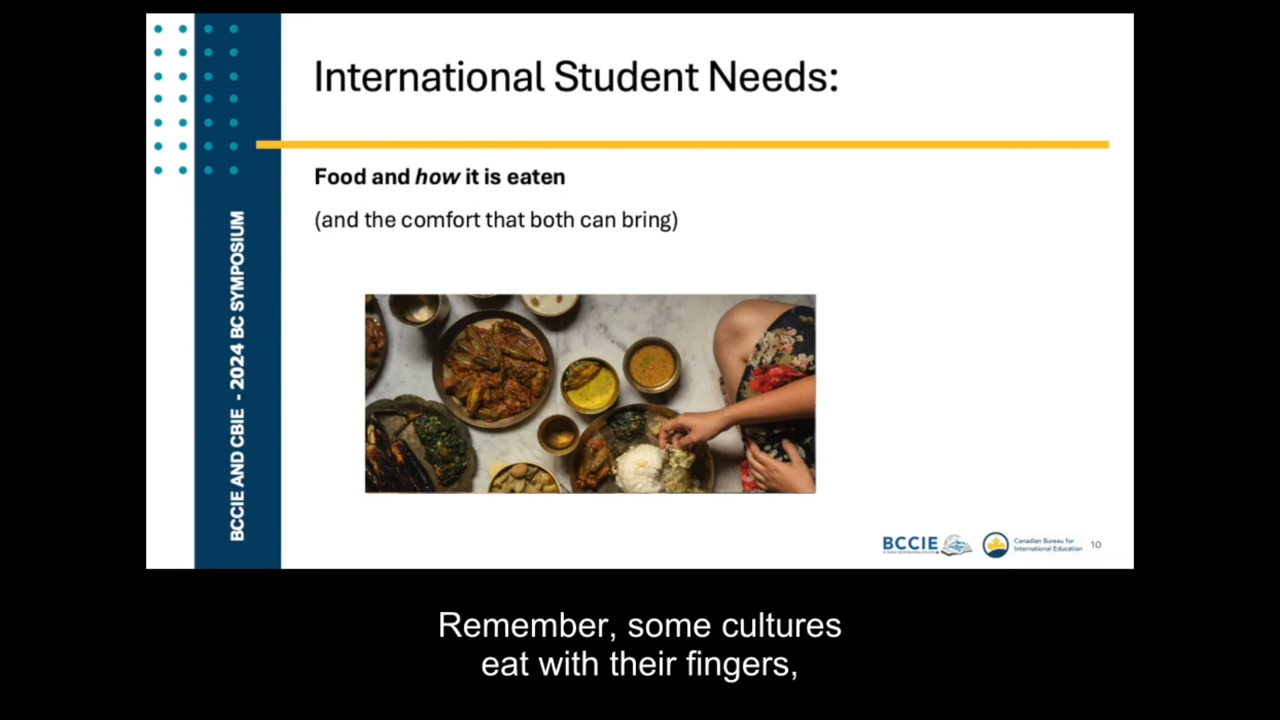 International Student Needs:
Food and how it is eaten
(and the comfort that both can bring)
BCCIE AND CBIE - 2024 BC SYMPOSIUM
BCCIE
Canadian Bureau for
International Education
10
Remember, some cultures
eat with their fingers,